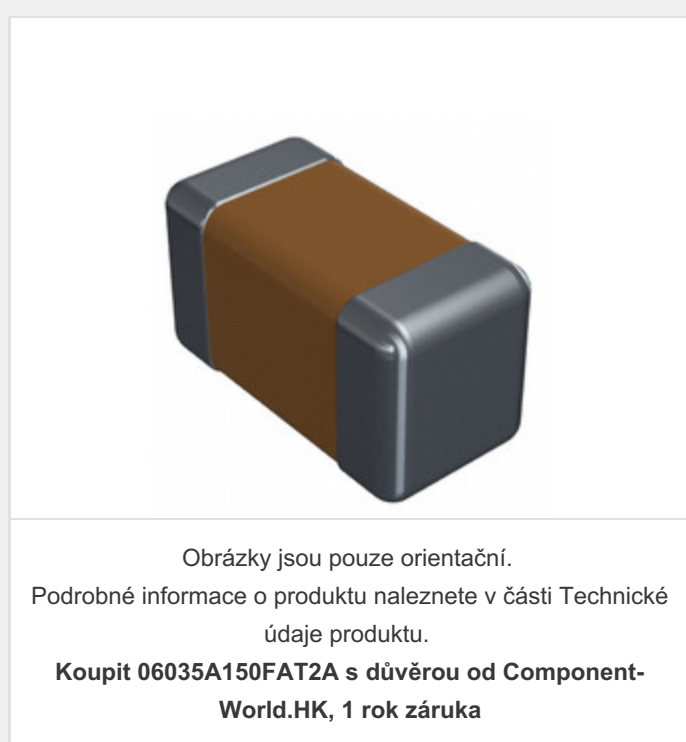 Obrázky jsou pouze orientační.
Podrobné informace o produktu naleznete v části Technické
údaje produktu.
Koupit 06035A150FAT2A s důvěrou od Component-
World.HK, 1 rok záruka